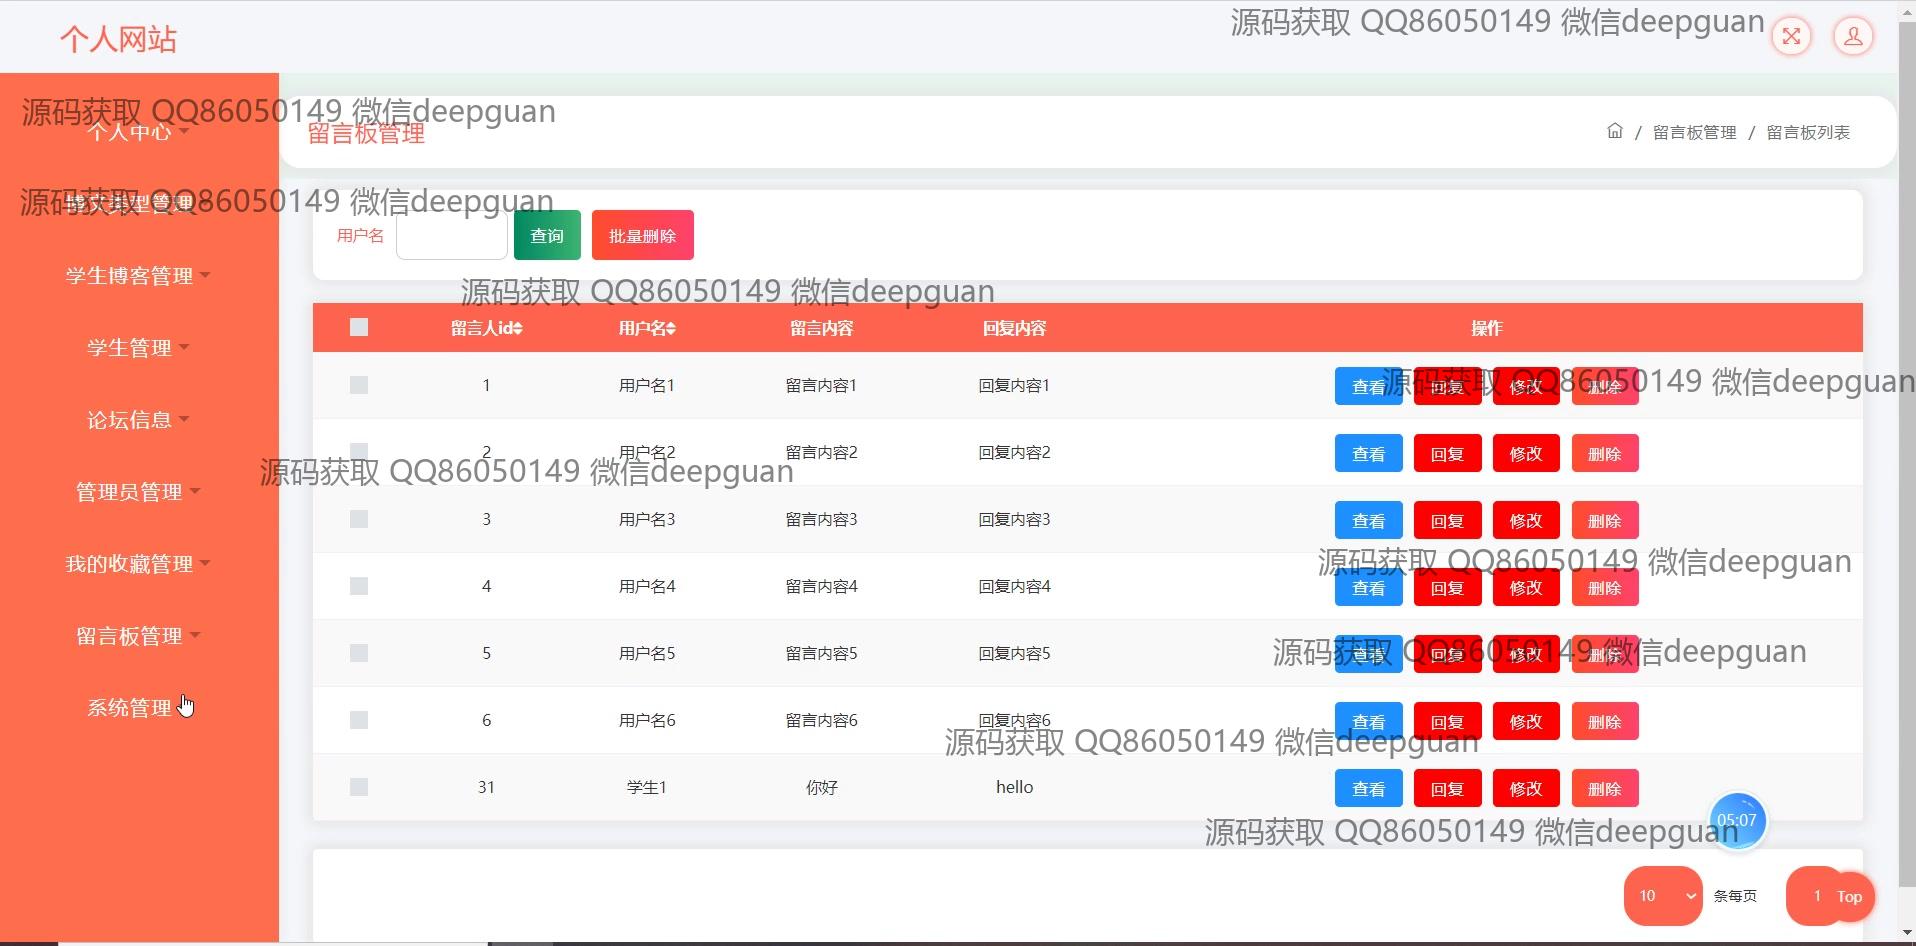 个人网站
源码获取 QQ86050149 微信deepguan
源码获取 QQ86050149 微信deepguan
个人中心
留言板管理
/ 留言板管理 / 留言板列表
源码获取 QQ86050149 微信deepguan
博文类型管理
用户名 查询 批量删除
学生博客管理
源码获取 QQ86050149 微信deepguan
留言人id 用户名 留言内容 回复内容 操作
学生管理
1 用户名1 留言内容1 回复内容1 查看 回复 修改 删除
源码获取 QQ86050149 微信deepguan
论坛信息
2 用户名2 留言内容2 回复内容2 查看 回复 修改 删除
源码获取 QQ86050149 微信deepguan
管理员管理
3 用户名3 留言内容3 回复内容3 查看 回复 修改 删除
源码获取 QQ86050149 微信deepguan
我的收藏管理
4 用户名4 留言内容4 回复内容4 查看 回复 修改 删除
留言板管理
5 用户名5 留言内容5 回复内容5 查看 回复 修改 删除
源码获取 QQ86050149 微信deepguan
系统管理
6 用户名6 留言内容6 回复内容6 查看 回复 修改 删除
源码获取 QQ86050149 微信deepguan
31 学生1 你好 hello 查看 回复 修改 删除
05:07
源码获取 QQ86050149 微信deepguan
10 条每页 1 Top